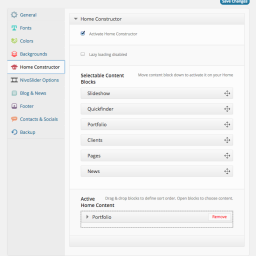 Save Changes
General
Fonts
Colors
Backgrounds
Home Constructor
NivoSlider Options
Blog & News
Footer
Contacts & Socials
Backup
Home Constructor
Activate Home Constructor
Lazy loading disabled
Selectable Content Blocks
Move content block down to activate it on your Home
Slideshow
Quickfinder
Portfolio
Clients
Pages
News
Active Home Content
Drag & drop blocks to define sort order. Open blocks to choose content.
Portfolio
Remove